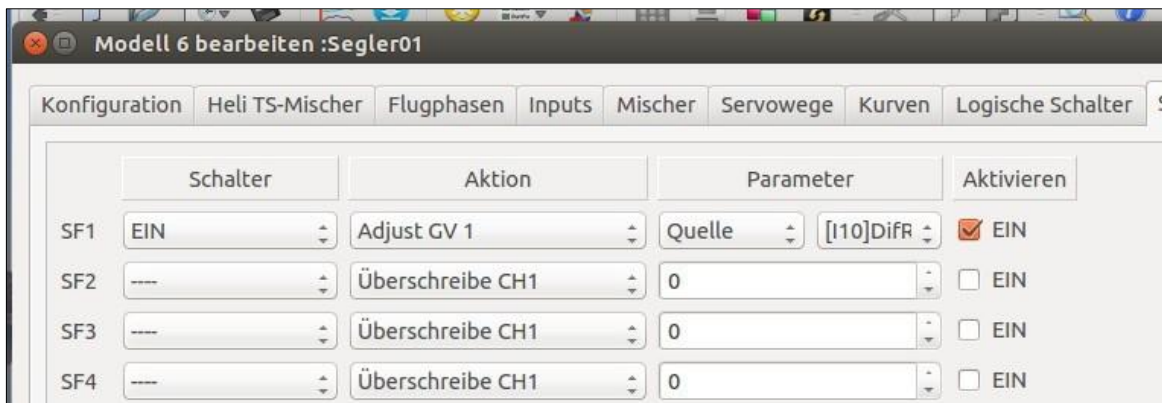 Modell 6 bearbeiten :Segler01
Konfiguration Heli TS-Mischer Flugphasen Inputs Mischer Servowege Kurven Logische Schalter
Schalter Aktion Parameter Aktivieren
SF1 EIN Adjust GV 1 Quelle [I10]DifR EIN
SF2 ---- Überschreibe CH1 0 EIN
SF3 ---- Überschreibe CH1 0 EIN
SF4 ---- Überschreibe CH1 0 EIN